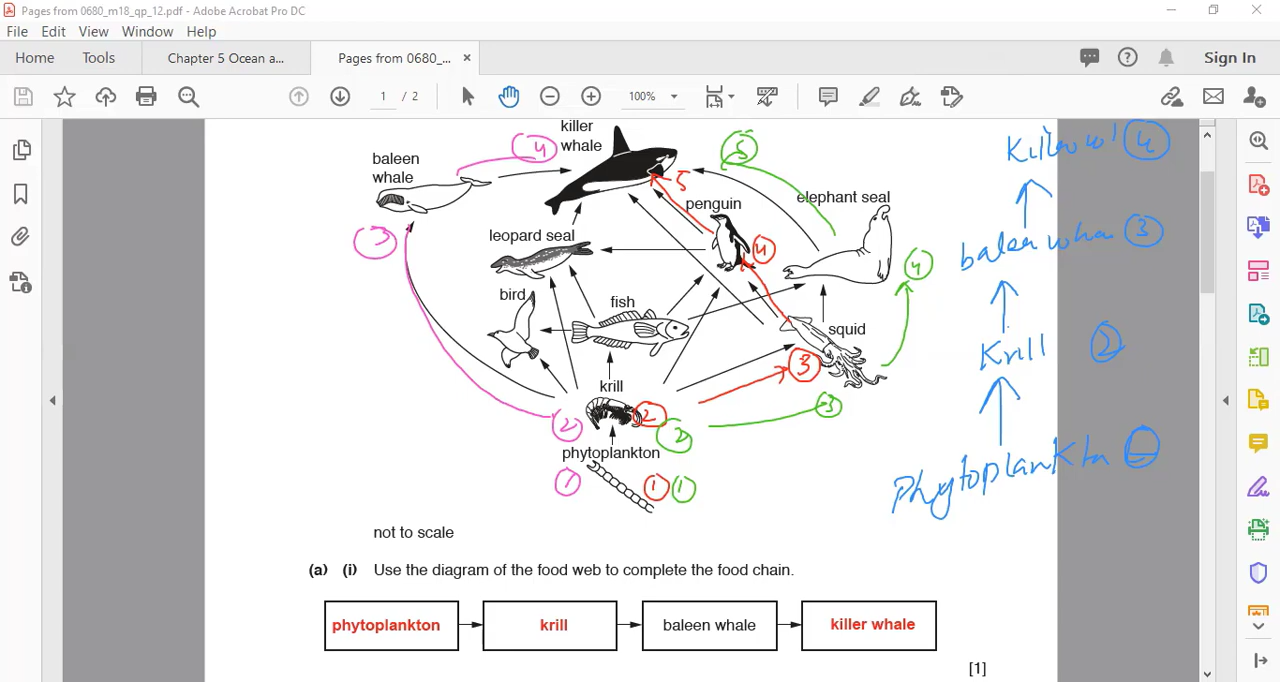 Pages from 0680_m18_qp_12.pdf - Adobe Acrobat Pro DC
File Edit View Window Help
Home Tools Chapter 5 Ocean a... Pages from 0680_... × Sign In
1 / 2 100%
killer
whale
baleen
whale
4
5
Killer w' 4
5
penguin
elephant seal
3
leopard seal
4
4
baleen wha 3
bird
fish
squid
3
Krill 2
krill
2
2
2
3
phytoplankton
Phytoplankton
1
1
1
not to scale
(a) (i) Use the diagram of the food web to complete the food chain.
phytoplankton krill baleen whale killer whale
[1]